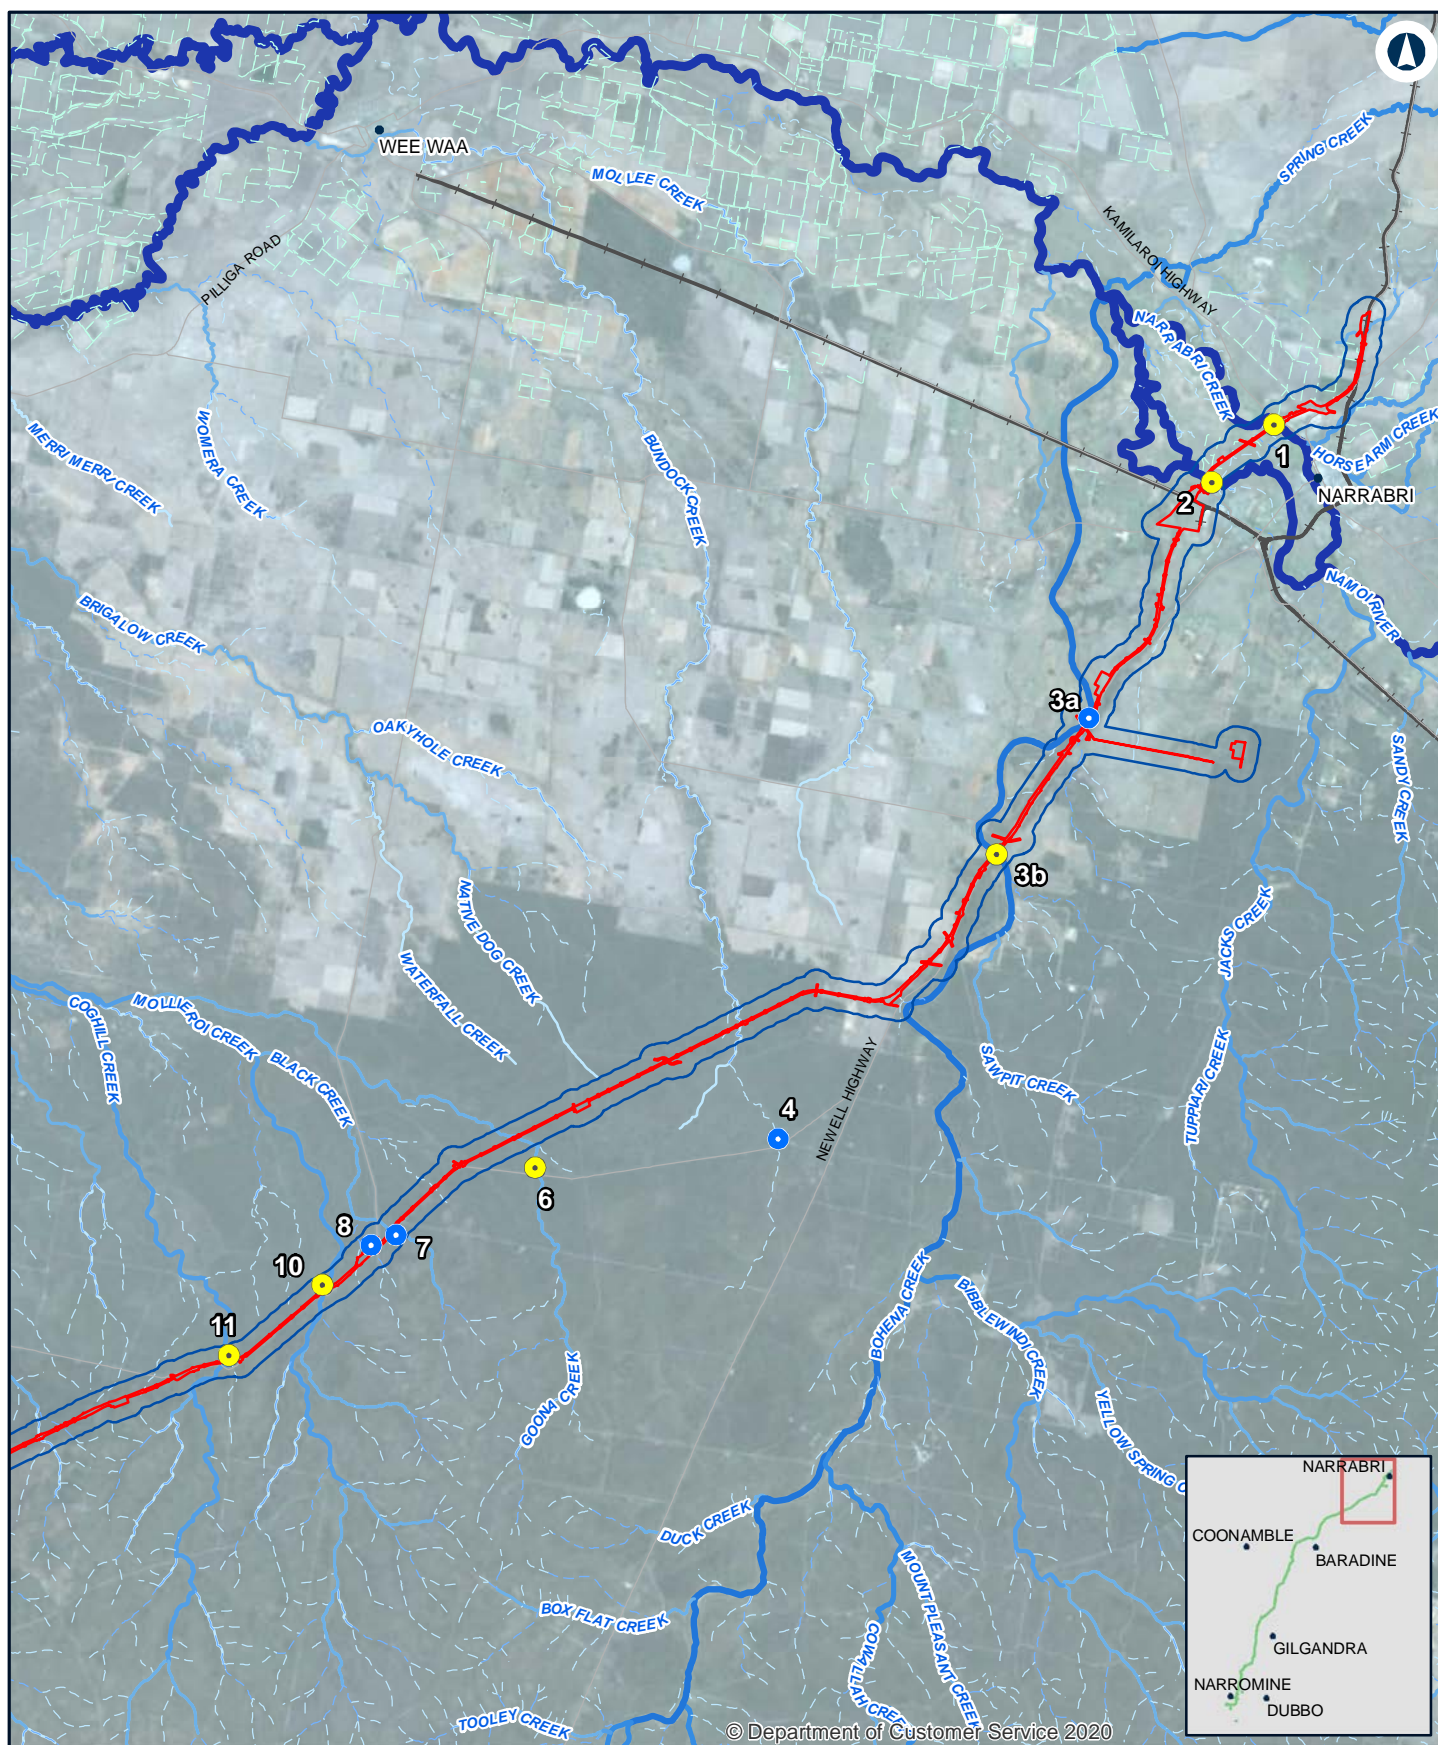 WEE WAA
MOLLEE CREEK
SPRING CREEK
KAMILAROI HIGHWAY
PILLIGA ROAD
NARRABRI CREEK
MERRI MERRI CREEK
WOMERA CREEK
BUNDOCK CREEK
HORSEARM CREEK
1
2
NARRABRI
NAMOI RIVER
BRIGALOW CREEK
OAKYHOLE CREEK
3a
SANDY CREEK
3b
NATIVE DOG CREEK
WATERFALL CREEK
JACKS CREEK
COGHILL CREEK
MOLLIEROI CREEK
BLACK CREEK
SAWPIT CREEK
TUPPIARI CREEK
NEWELL HIGHWAY
4
6
8
7
10
11
BOHENA CREEK
BIBBLEWINDI CREEK
GOONA CREEK
YELLOW SPRING C
DUCK CREEK
MOUNT PLEASANT CREEK
BOX FLAT CREEK
COWALLAH CREE
TOOLEY CREEK
NARRABRI
COONAMBLE
BARADINE
GILGANDRA
NARROMINE
DUBBO
© Department of Customer Service 2020